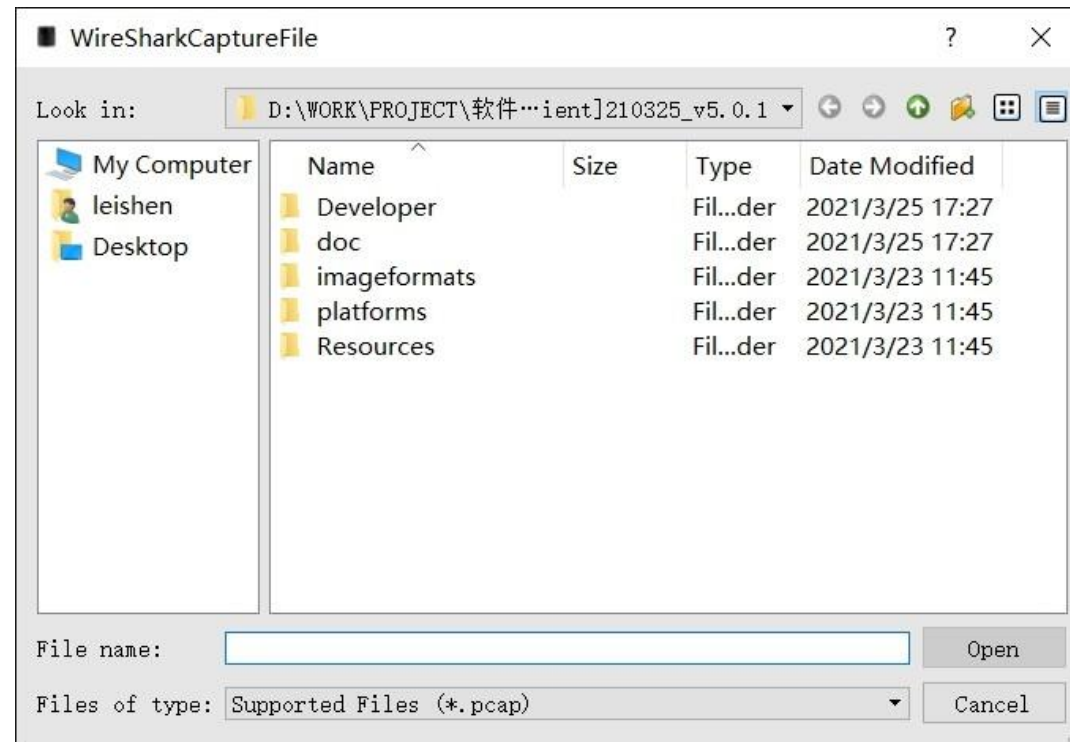 WireSharkCaptureFile ?
Look in: D:\WORK\PROJECT\软件…ient]210325_v5.0.1
My Computer
leishen
Desktop
Name Size Type Date Modified
Developer Fil...der 2021/3/25 17:27
doc Fil...der 2021/3/25 17:27
imageformats Fil...der 2021/3/23 11:45
platforms Fil...der 2021/3/23 11:45
Resources Fil...der 2021/3/23 11:45
File name: Open
Files of type: Supported Files (*.pcap) Cancel